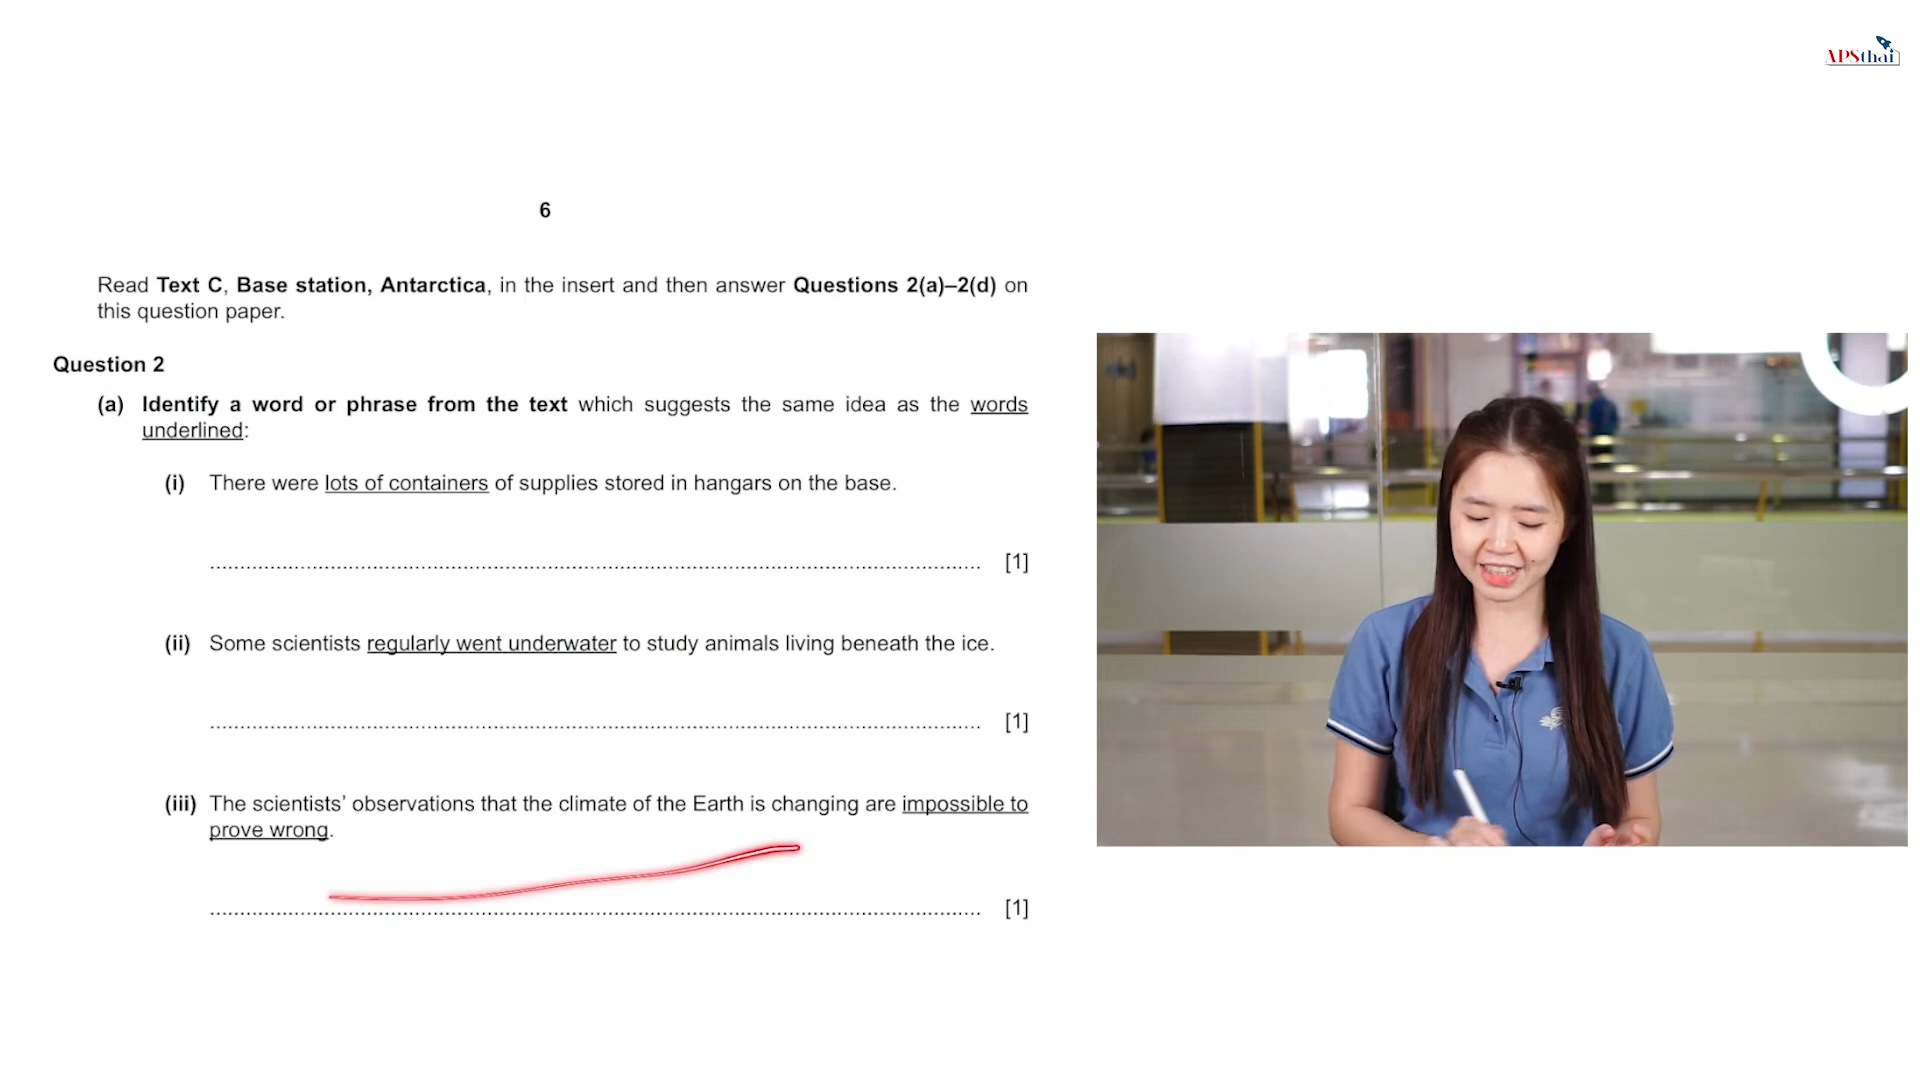 APSthai
6
Read Text C, Base station, Antarctica, in the insert and then answer Questions 2(a)–2(d) on
this question paper.
Question 2
(a) Identify a word or phrase from the text which suggests the same idea as the words
underlined:
(i) There were lots of containers of supplies stored in hangars on the base.
.......................................................................................................................... [1]
(ii) Some scientists regularly went underwater to study animals living beneath the ice.
.......................................................................................................................... [1]
(iii) The scientists’ observations that the climate of the Earth is changing are impossible to
prove wrong.
.......................................................................................................................... [1]